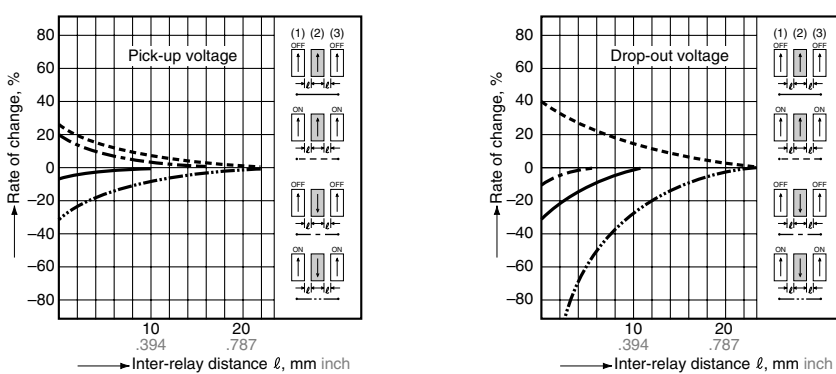 Pick-up voltage
Rate of change, %
80
60
40
20
0
−20
−40
−60
−80
10
20
.394
.787
Inter-relay distance ℓ, mm inch
(1) (2) (3)
OFF OFF
ℓ ℓ
ON ON
ℓ ℓ
OFF OFF
ℓ ℓ
ON ON
ℓ ℓ
Drop-out voltage
Rate of change, %
80
60
40
20
0
−20
−40
−60
−80
10
20
.394
.787
Inter-relay distance ℓ, mm inch
(1) (2) (3)
OFF OFF
ℓ ℓ
ON ON
ℓ ℓ
OFF OFF
ℓ ℓ
ON ON
ℓ ℓ